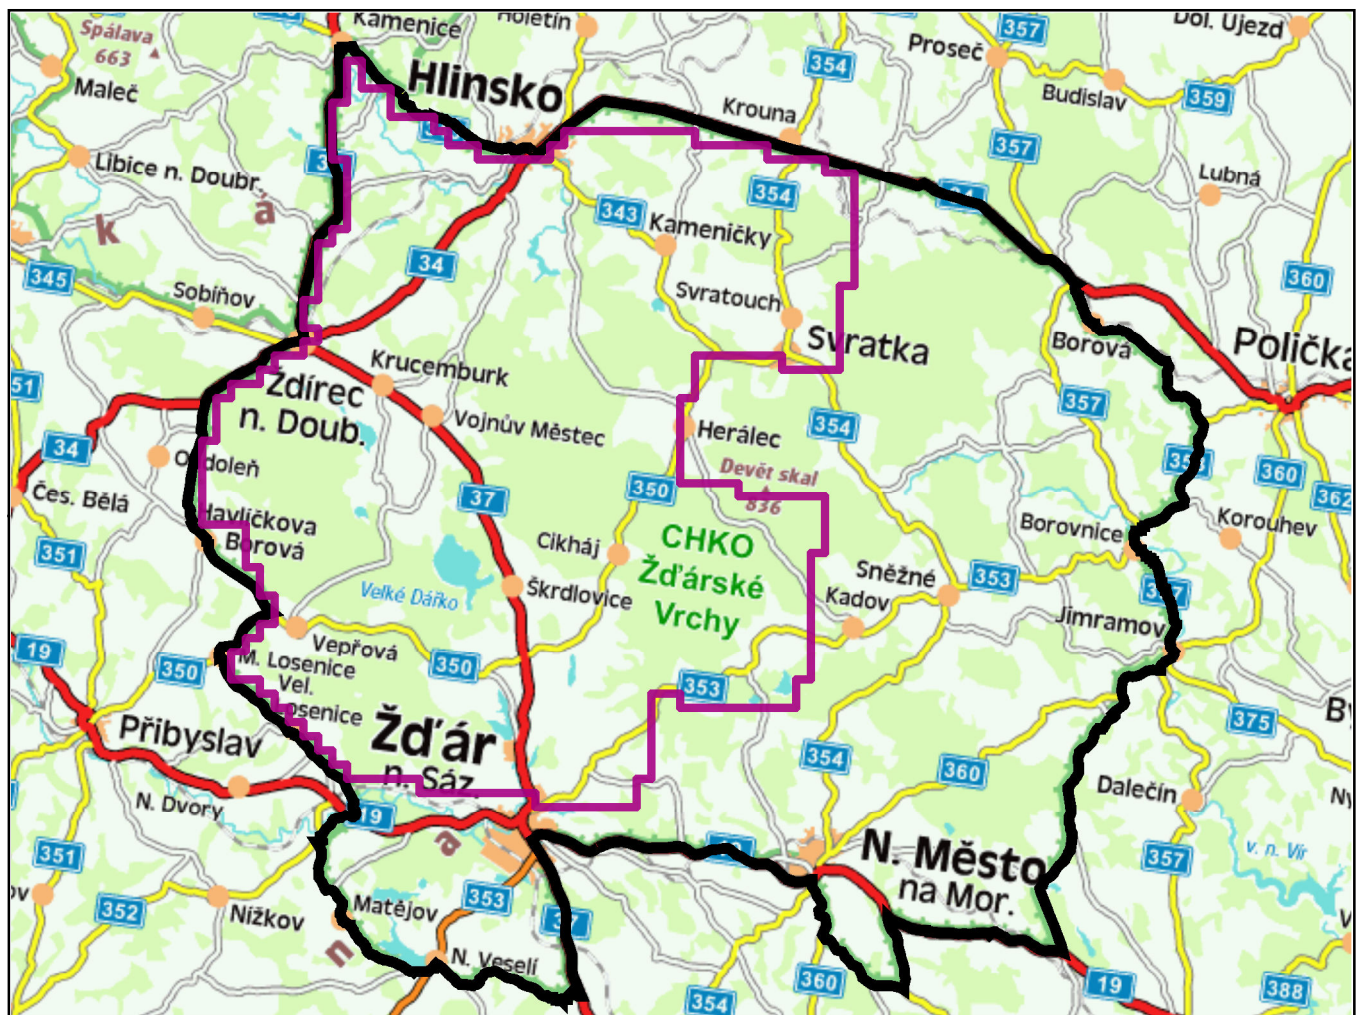 Kamenice
Holetín
Dol. Újezd
Spálava
663
357
Proseč
354
Maleč
Hlinsko
Budislav
359
Krouna
357
Libice n. Doubr.
Lubná
k
á
343
354
Kameničky
34
345
360
Sobíňov
Svratouch
Svratka
Borová
Polička
51
Krucemburk
Ždírec
n. Doub.
Vojnův Městec
357
34
354
Herálec
Devět skal
836
360
Čes. Bělá
37
350
362
Havlíčkova
Borová
Korouhev
Borovnice
CHKO
Žďárské
Vrchy
351
Cikháj
Sněžné
353
Velké Dářko
Škrdlovice
Kadov
Jimramov
19
Vepřová
350
350
M. Losenice
Vel.
353
Přibyslav
Žďár
n. Sáz.
375
354
360
N. Dvory
Dalečín
19
a
351
N. Město
na Mor.
357
v. n. Vír
352
Nížkov
Matějov
353
37
n
N. Veselí
354
360
19
388